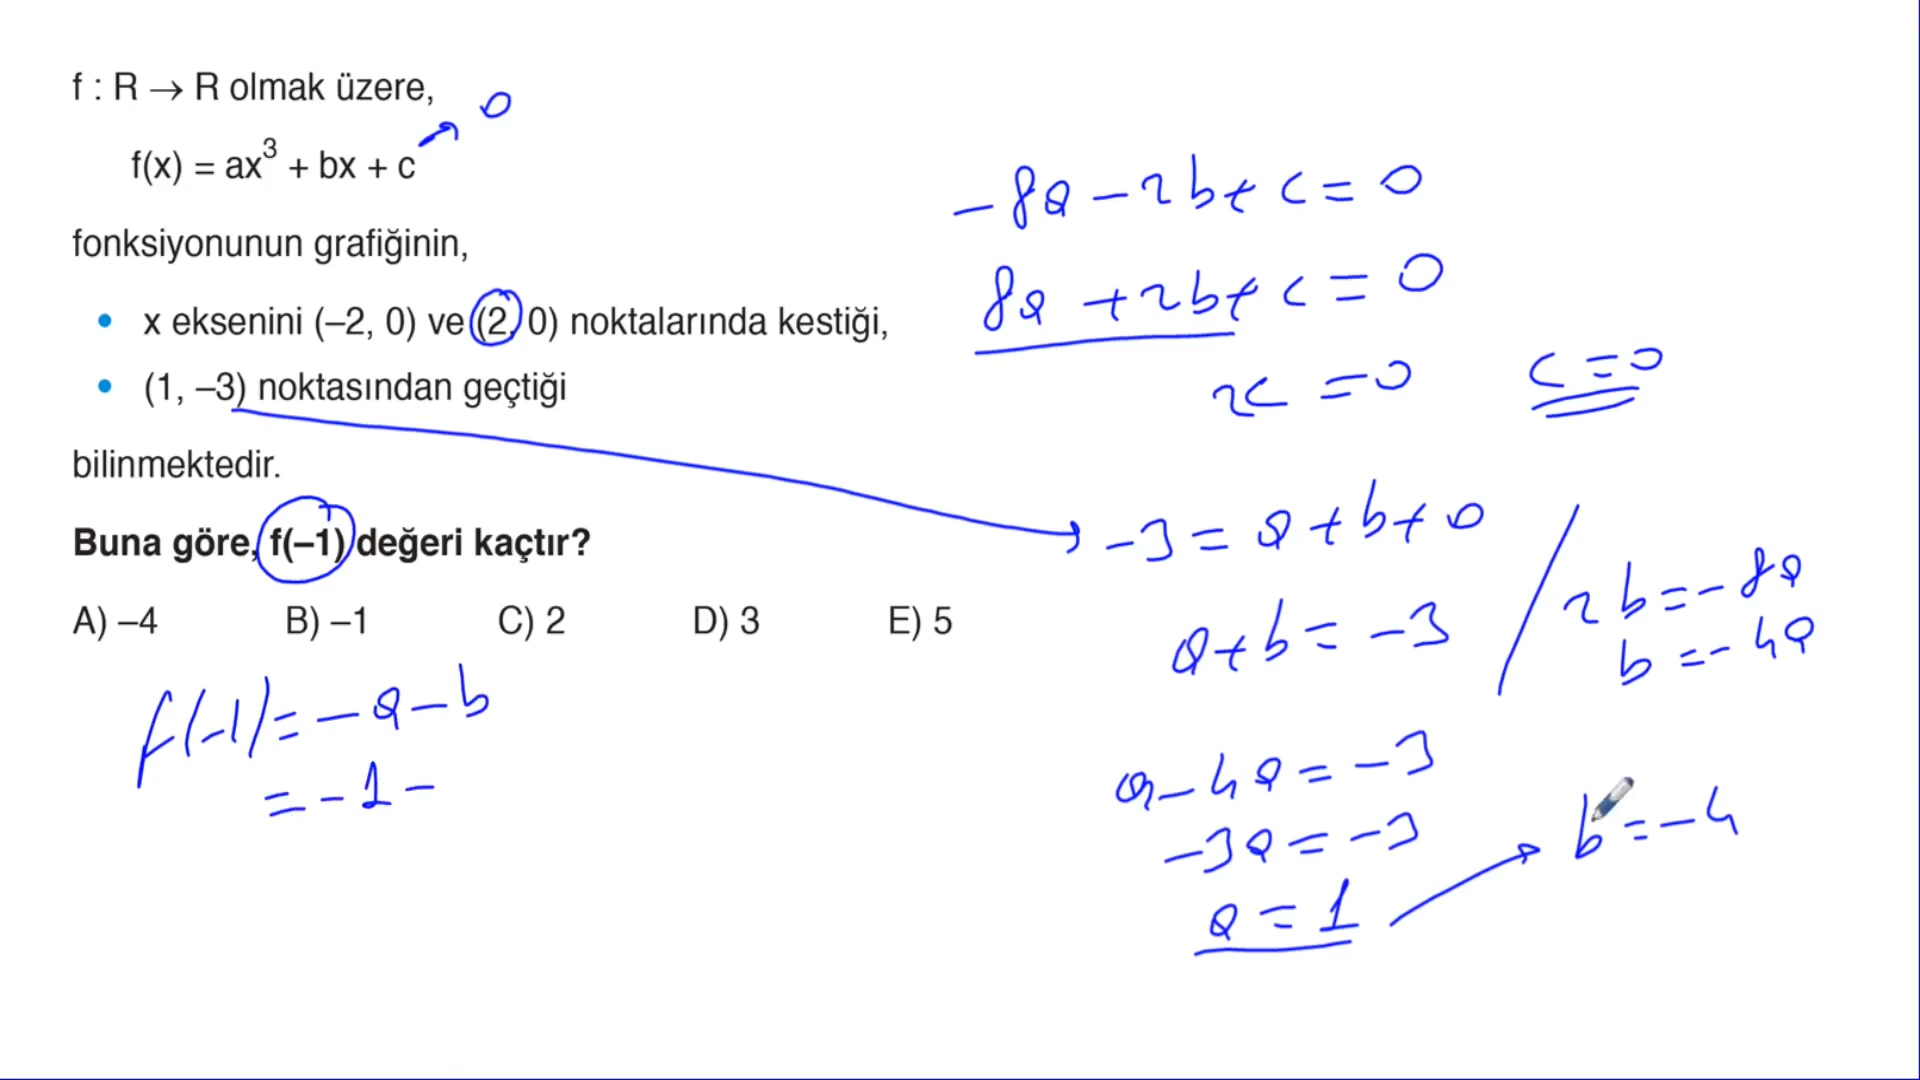 f : R → R olmak üzere,
0
f(x) = ax³ + bx + c
fonksiyonunun grafiğinin,
• x eksenini (–2, 0) ve (2, 0) noktalarında kestiği,
• (1, –3) noktasından geçtiği
bilinmektedir.
Buna göre, f(–1) değeri kaçtır?
A) –4 B) –1 C) 2 D) 3 E) 5
f(-1) = -a-b
= -1-
-8a-2b+c=0
8a+2b+c=0
2c=0 c=0
-3=a+b+0
a+b=-3
2b=-8a
b=-4a
a-4a=-3
-3a=-3
a=1
b=-4